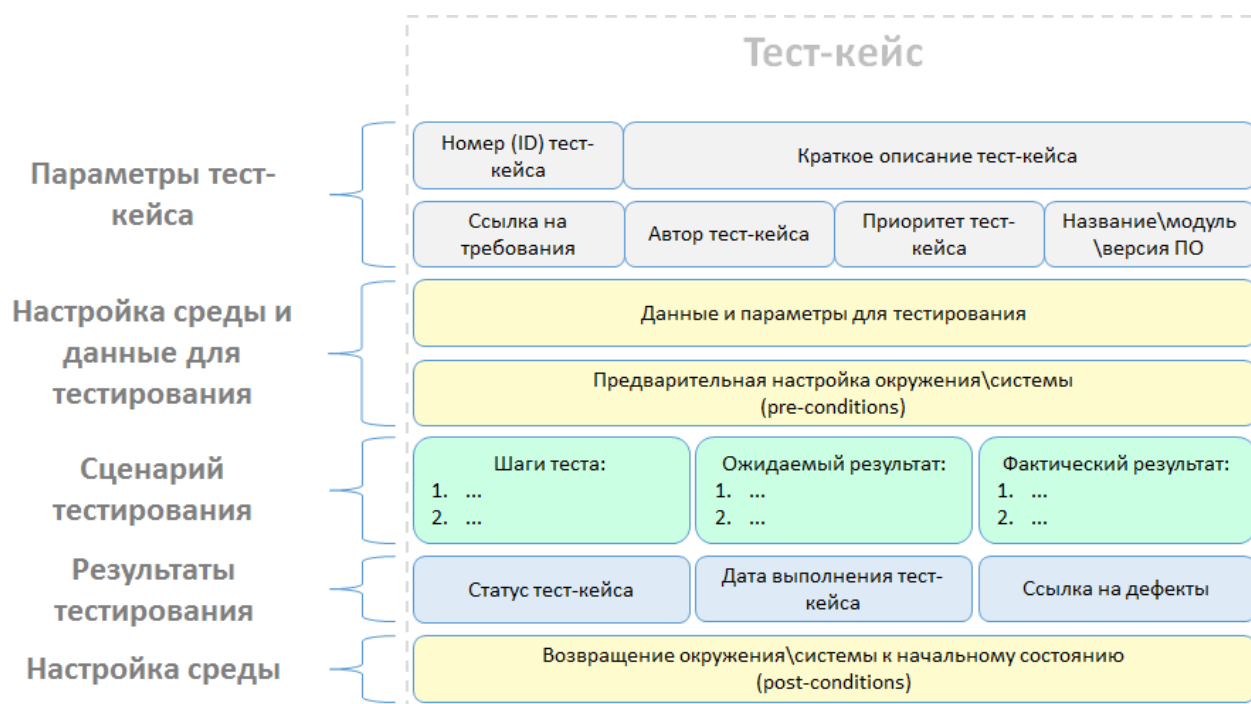 Тест-кейс
Параметры тест-
кейса
Номер (ID) тест-
кейса
Краткое описание тест-кейса
Ссылка на
требования
Автор тест-кейса
Приоритет тест-
кейса
Название\модуль
\версия ПО
Настройка среды и
данные для
тестирования
Данные и параметры для тестирования
Предварительная настройка окружения\системы
(pre-conditions)
Сценарий
тестирования
Шаги теста:
1. ...
2. ...
Ожидаемый результат:
1. ...
2. ...
Фактический результат:
1. ...
2. ...
Результаты
тестирования
Статус тест-кейса
Дата выполнения тест-
кейса
Ссылка на дефекты
Настройка среды
Возвращение окружения\системы к начальному состоянию
(post-conditions)